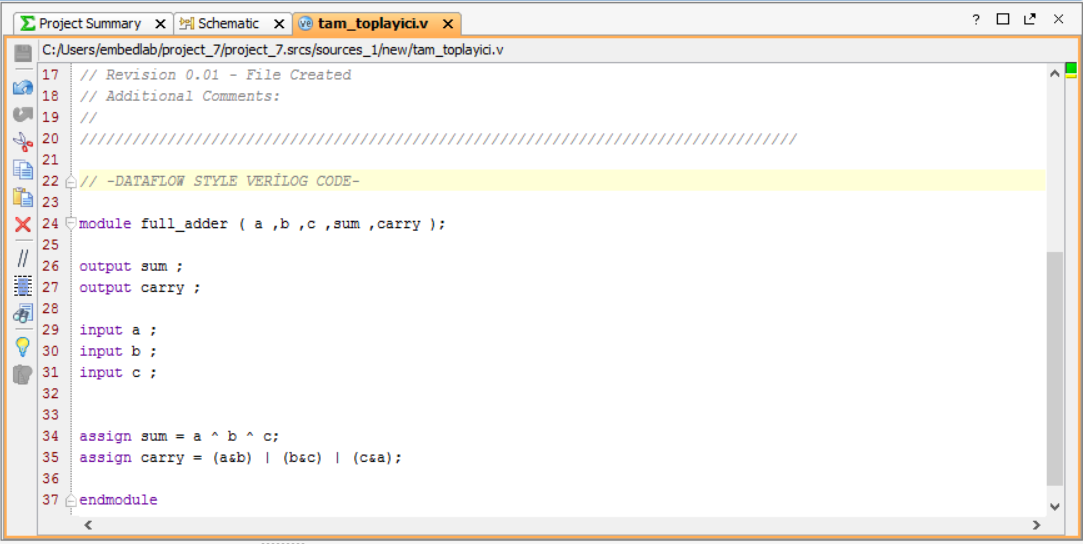 Project Summary × Schematic × tam_toplayici.v ×
?
C:/Users/embedlab/project_7/project_7.srcs/sources_1/new/tam_toplayici.v
17 // Revision 0.01 - File Created
18 // Additional Comments:
19 //
20 //////////////////////////////////////////////////////////////////////////////////
21
22 // -DATAFLOW STYLE VERİLOG CODE-
23
24 module full_adder ( a ,b ,c ,sum ,carry );
25
26 output sum ;
27 output carry ;
28
29 input a ;
30 input b ;
31 input c ;
32
33
34 assign sum = a ^ b ^ c;
35 assign carry = (a&b) | (b&c) | (c&a);
36
37 endmodule